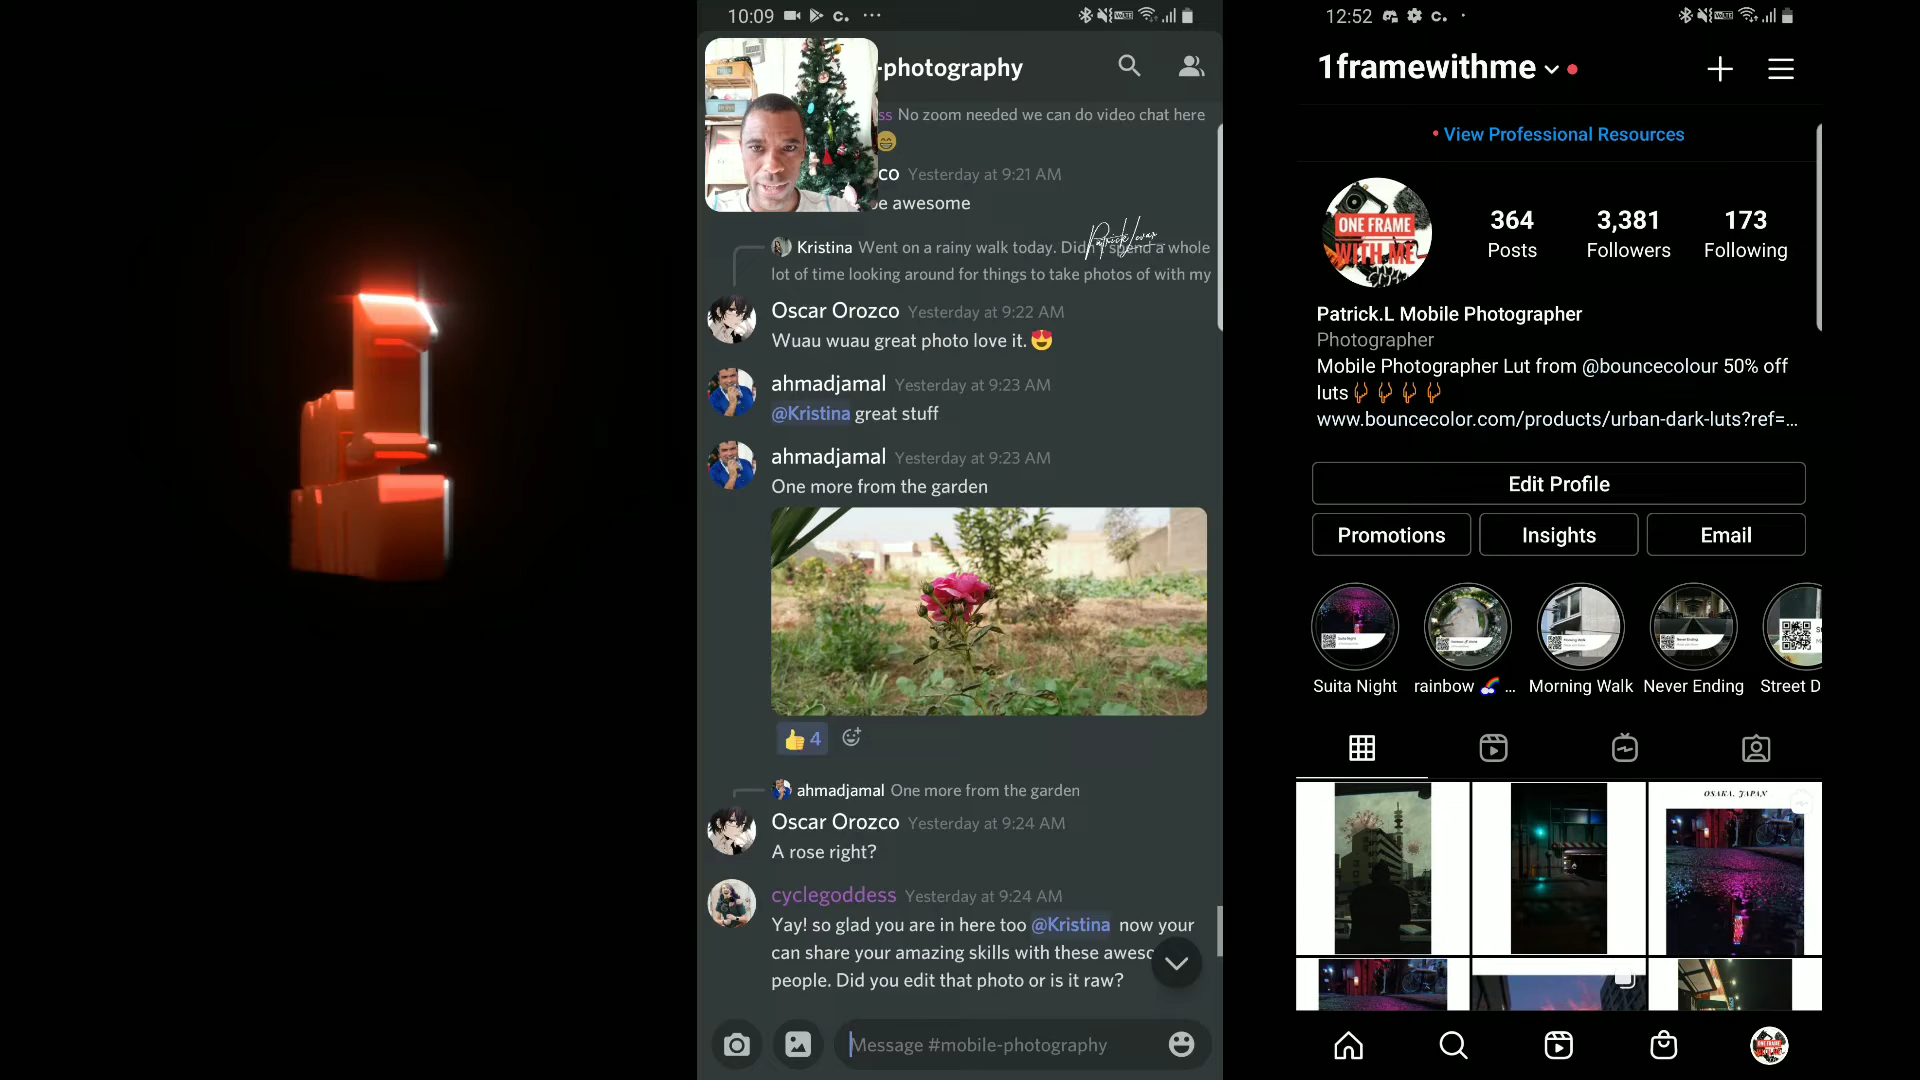 10:09
-photography
ss No zoom needed we can do video chat here
co Yesterday at 9:21 AM
be awesome
Kristina Went on a rainy walk today. Didn't spend a whole
lot of time looking around for things to take photos of with my
Patrick Levar
Oscar Orozco Yesterday at 9:22 AM
Wuau wuau great photo love it.
ahmadjamal Yesterday at 9:23 AM
@Kristina great stuff
ahmadjamal Yesterday at 9:23 AM
One more from the garden
4
ahmadjamal One more from the garden
Oscar Orozco Yesterday at 9:24 AM
A rose right?
cyclegoddess Yesterday at 9:24 AM
Yay! so glad you are in here too @Kristina now your
can share your amazing skills with these aweso
people. Did you edit that photo or is it raw?
Message #mobile-photography
12:52
1framewithme
View Professional Resources
ONE FRAME
WITH ME
364
Posts
3,381
Followers
173
Following
Patrick.L Mobile Photographer
Photographer
Mobile Photographer Lut from @bouncecolour 50% off
luts
www.bouncecolor.com/products/urban-dark-luts?ref=...
Edit Profile
Promotions
Insights
Email
Suita Night
rainbow ...
Morning Walk
Never Ending
Street D
OSAKA, JAPAN